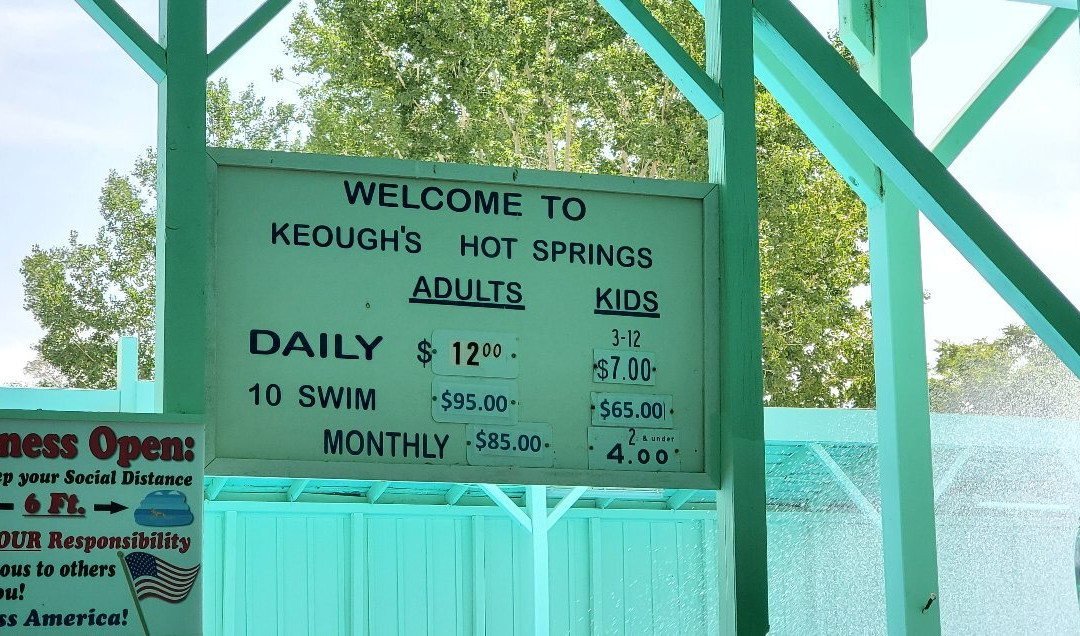 WELCOME TO
KEOUGH'S HOT SPRINGS
ADULTS KIDS
3-12
DAILY $ 12⁰⁰ $7.00
10 SWIM $95.00 $65.00
MONTHLY $85.00 2 & under 4.00
ness Open:
ep your Social Distance
6 Ft.
OUR Responsibility
ous to others
ou!
ss America!